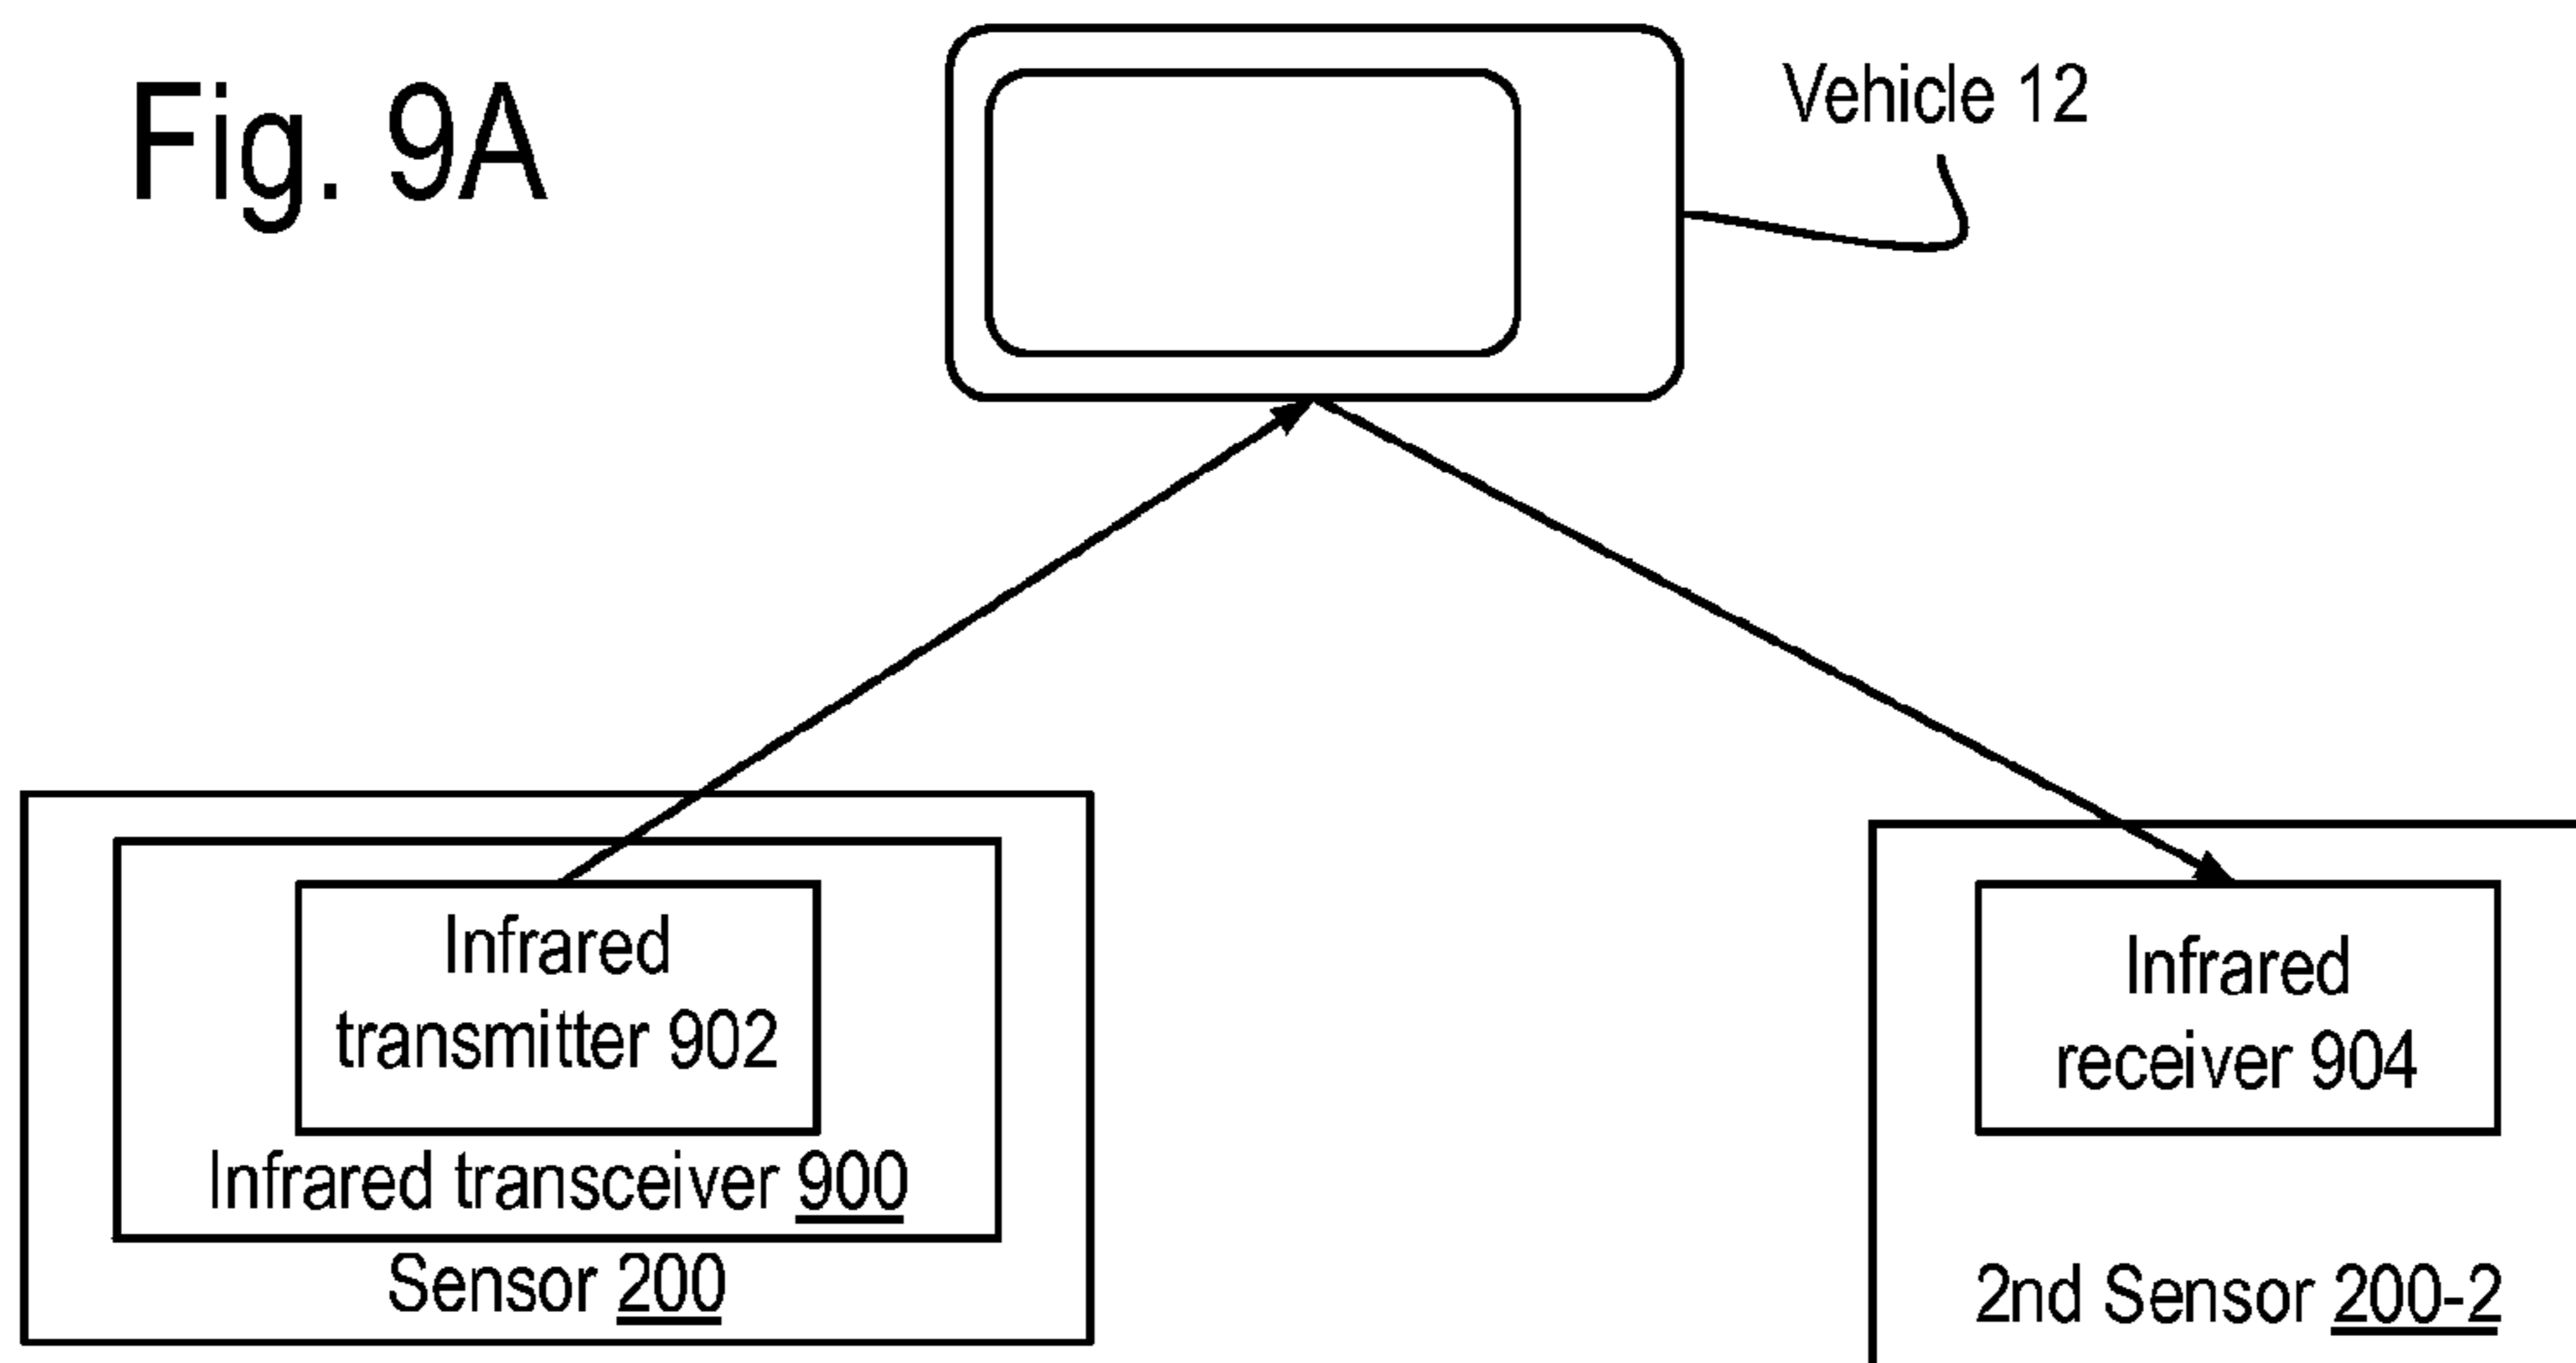 Fig. 9A
Vehicle 12
Infrared
transmitter 902
Infrared transceiver 900
Sensor 200
Infrared
receiver 904
2nd Sensor 200-2